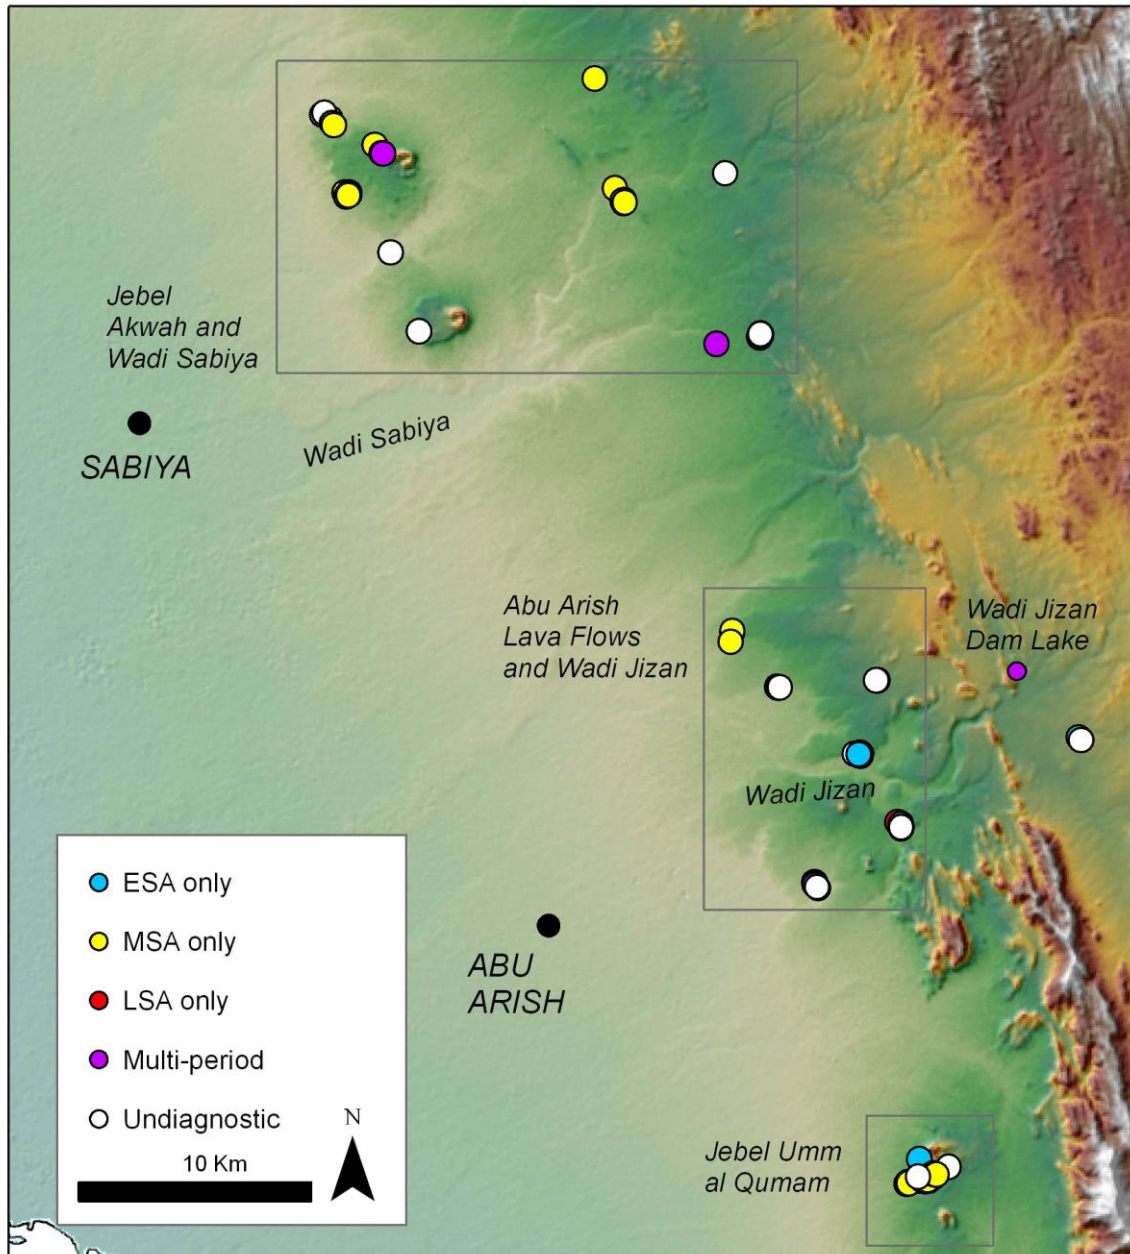 Jebel
Akwah and
Wadi Sabiya
SABIYA
Wadi Sabiya
Abu Arish
Lava Flows
and Wadi Jizan
Wadi Jizan
Dam Lake
Wadi Jizan
ABU
ARISH
ESA only
MSA only
LSA only
Multi-period
Undiagnostic
N
10 Km
Jebel Umm
al Qumam